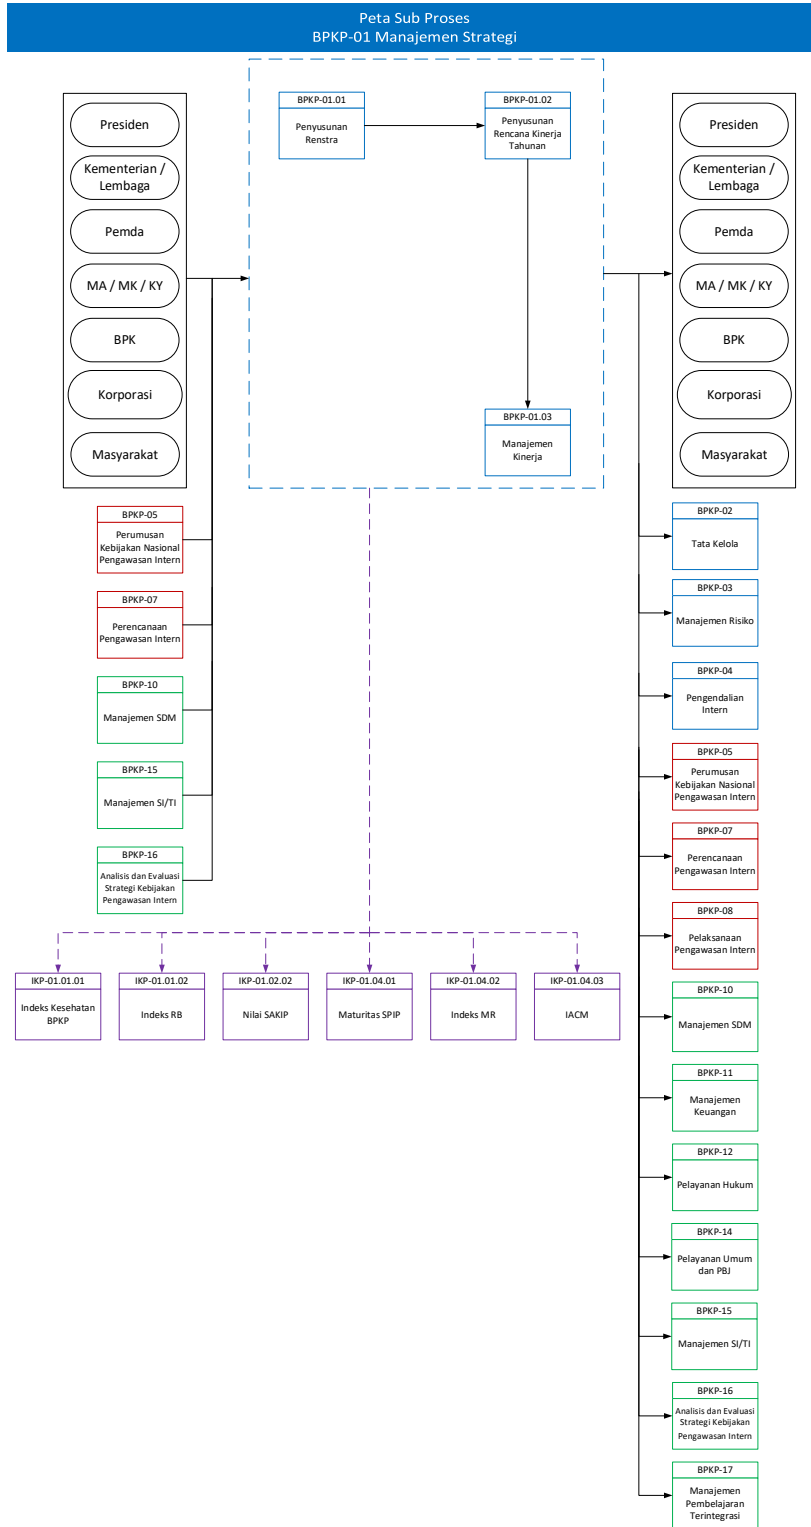 Peta Sub Proses
BPKP-01 Manajemen Strategi
Presiden
Kementerian /
Lembaga
Pemda
MA / MK / KY
BPK
Korporasi
Masyarakat
BPKP-05
Perumusan
Kebijakan Nasional
Pengawasan Intern
BPKP-07
Perencanaan
Pengawasan Intern
BPKP-10
Manajemen SDM
BPKP-15
Manajemen SI/TI
BPKP-16
Analisis dan Evaluasi
Strategi Kebijakan
Pengawasan Intern
BPKP-01.01
Penyusunan
Renstra
BPKP-01.02
Penyusunan
Rencana Kinerja
Tahunan
BPKP-01.03
Manajemen
Kinerja
IKP-01.01.01
Indeks Kesehatan
BPKP
IKP-01.01.02
Indeks RB
IKP-01.02.02
Nilai SAKIP
IKP-01.04.01
Maturitas SPIP
IKP-01.04.02
Indeks MR
IKP-01.04.03
IACM
Presiden
Kementerian /
Lembaga
Pemda
MA / MK / KY
BPK
Korporasi
Masyarakat
BPKP-02
Tata Kelola
BPKP-03
Manajemen Risiko
BPKP-04
Pengendalian
Intern
BPKP-05
Perumusan
Kebijakan Nasional
Pengawasan Intern
BPKP-07
Perencanaan
Pengawasan Intern
BPKP-08
Pelaksanaan
Pengawasan Intern
BPKP-10
Manajemen SDM
BPKP-11
Manajemen
Keuangan
BPKP-12
Pelayanan Hukum
BPKP-14
Pelayanan Umum
dan PBJ
BPKP-15
Manajemen SI/TI
BPKP-16
Analisis dan Evaluasi
Strategi Kebijakan
Pengawasan Intern
BPKP-17
Manajemen
Pembelajaran
Terintegrasi